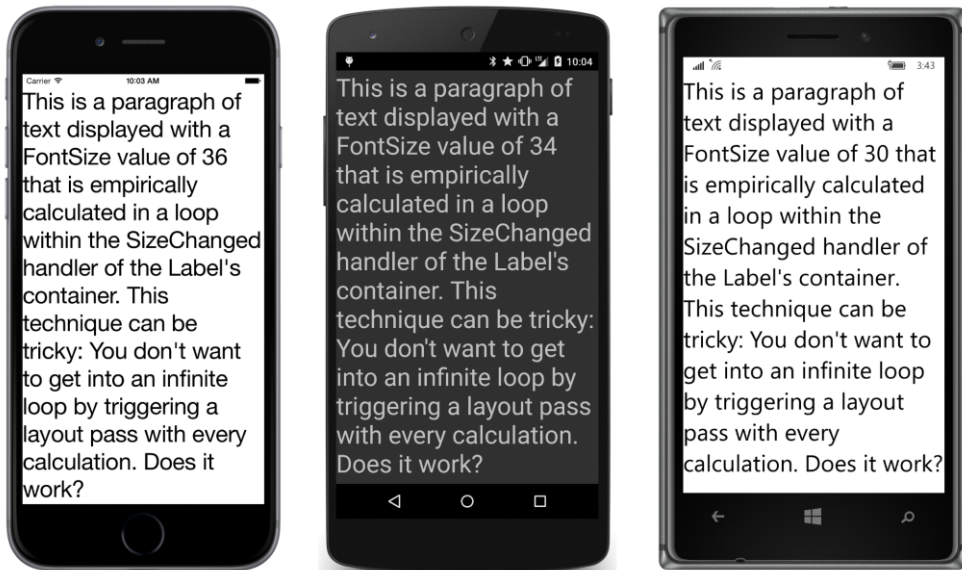 Carrier 10:03 AM
This is a paragraph of
text displayed with a
FontSize value of 36
that is empirically
calculated in a loop
within the SizeChanged
handler of the Label's
container. This
technique can be
tricky: You don't want
to get into an infinite
loop by triggering a
layout pass with every
calculation. Does it
work?
LTE 10:04
This is a paragraph of
text displayed with a
FontSize value of 34
that is empirically
calculated in a loop
within the SizeChanged
handler of the Label's
container. This
technique can be tricky:
You don't want to get
into an infinite loop by
triggering a layout pass
with every calculation.
Does it work?
3:43
This is a paragraph of
text displayed with a
FontSize value of 30 that
is empirically calculated
in a loop within the
SizeChanged handler of
the Label's container.
This technique can be
tricky: You don't want to
get into an infinite loop
by triggering a layout
pass with every
calculation. Does it work?